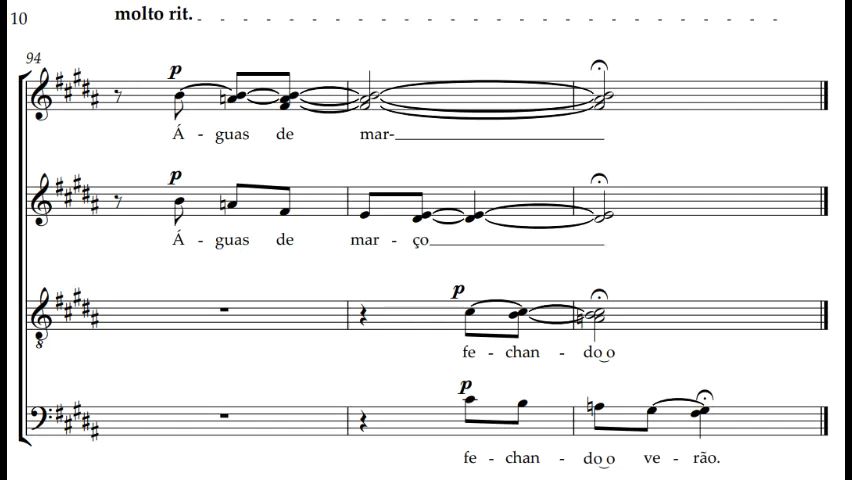 10
molto rit.
94
p
Á - guas de mar-
p
Á - guas de mar - ço
p
8
fe - chan - do‿o
p
fe - chan - do‿o ve - rão.